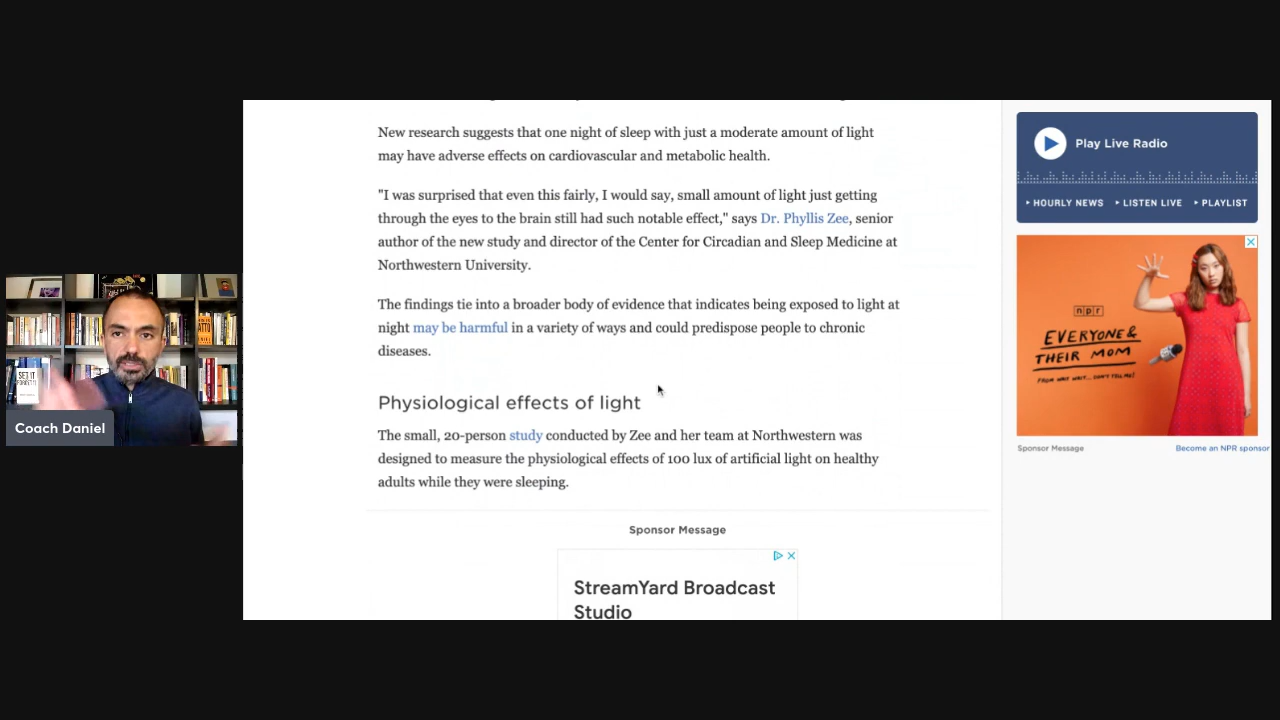 New research suggests that one night of sleep with just a moderate amount of light
may have adverse effects on cardiovascular and metabolic health.
"I was surprised that even this fairly, I would say, small amount of light just getting
through the eyes to the brain still had such notable effect," says Dr. Phyllis Zee, senior
author of the new study and director of the Center for Circadian and Sleep Medicine at
Northwestern University.
The findings tie into a broader body of evidence that indicates being exposed to light at
night may be harmful in a variety of ways and could predispose people to chronic
diseases.
Physiological effects of light
The small, 20-person study conducted by Zee and her team at Northwestern was
designed to measure the physiological effects of 100 lux of artificial light on healthy
adults while they were sleeping.
Sponsor Message
StreamYard Broadcast
Studio
Play Live Radio
HOURLY NEWS
LISTEN LIVE
PLAYLIST
npr
EVERYONE &
THEIR MOM
FROM WAIT WAIT... DON'T TELL ME!
Sponsor Message
Become an NPR sponsor
SET IT
Coach Daniel